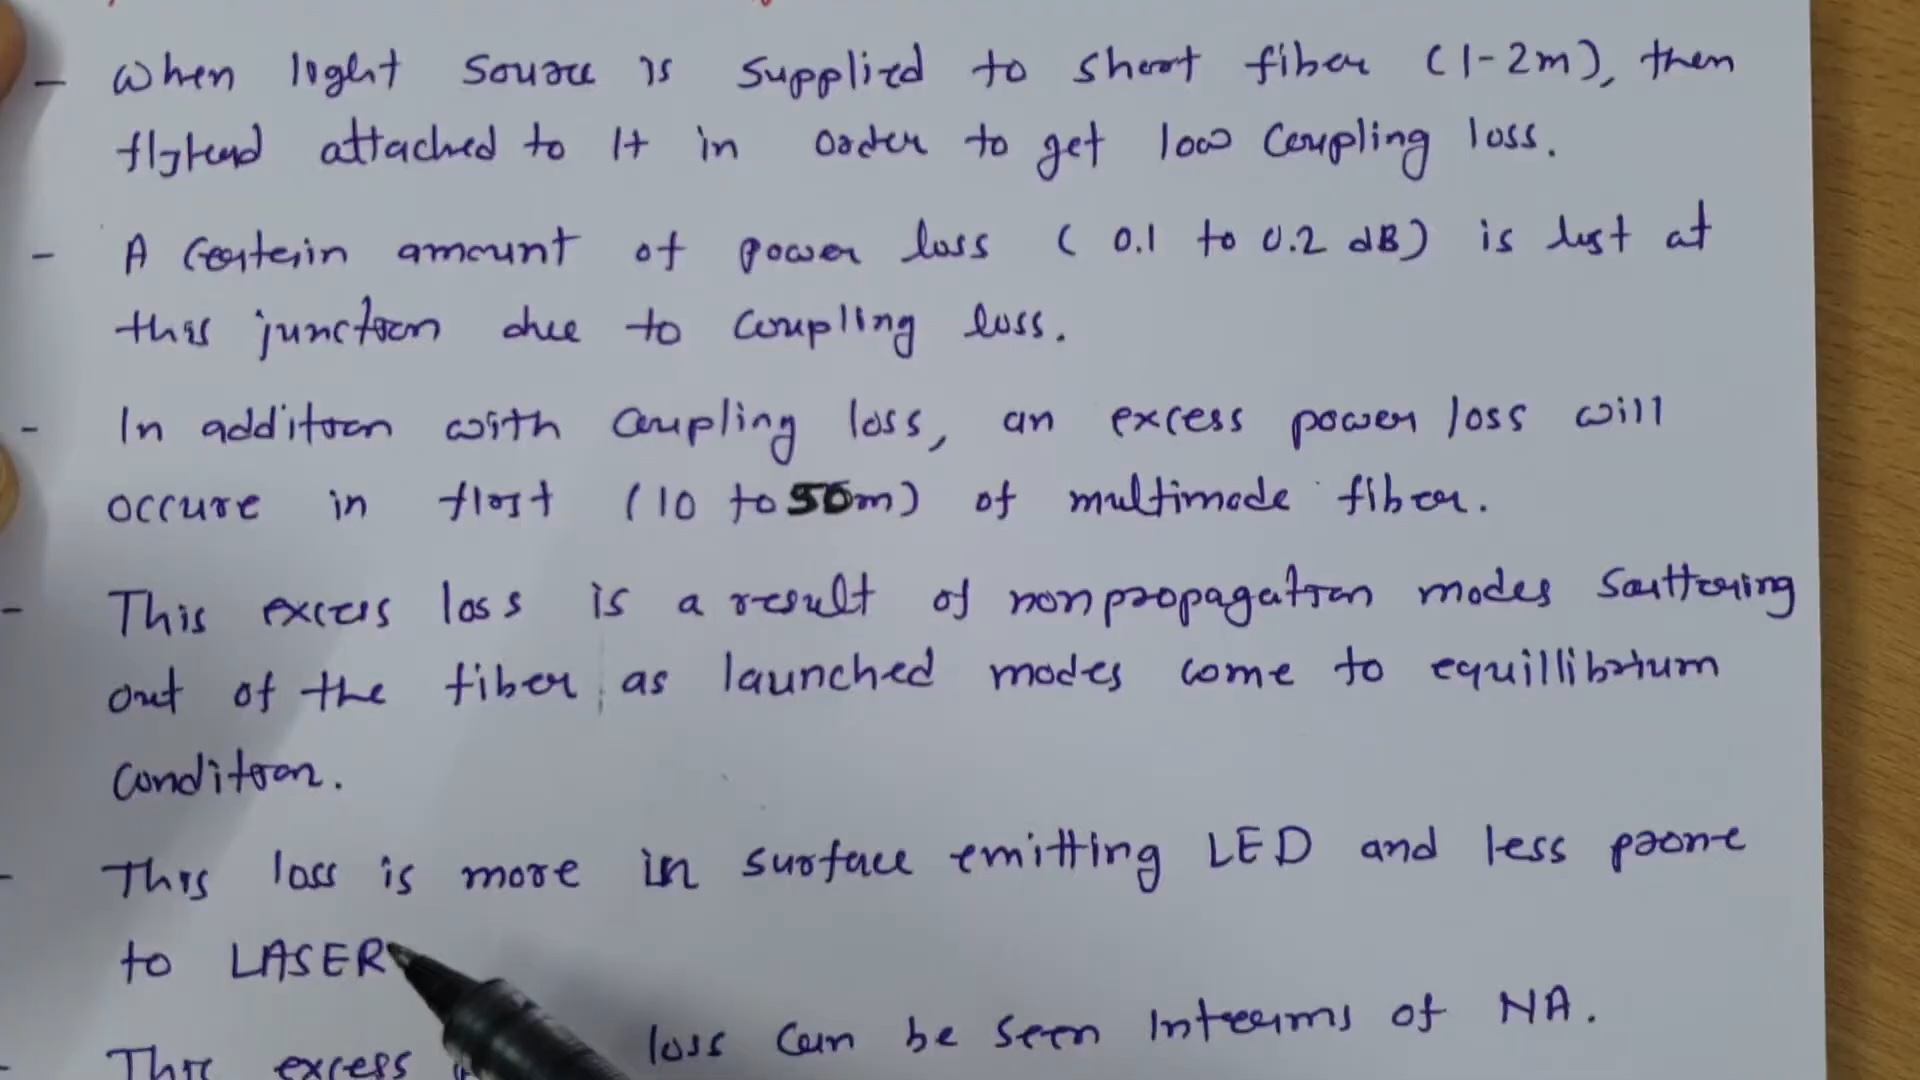 - When light source is supplied to short fiber (1-2m), then
flylead attached to it in order to get low coupling loss.
- A certain amount of power loss (0.1 to 0.2 dB) is lost at
this junction due to coupling loss.
- In addition with coupling loss, an excess power loss will
occure in first (10 to 50m) of multimode fiber.
- This excess loss is a result of nonpropagation modes scattering
out of the fiber as launched modes come to equillibrium
condition.
- This loss is more in surface emitting LED and less prone
to LASER
- This excess loss can be seen interms of NA.